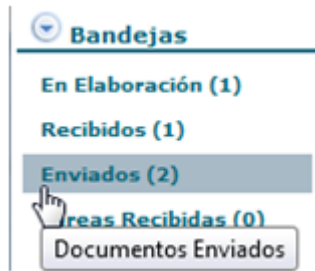 Bandejas
En Elaboración (1)
Recibidos (1)
Enviados (2)
reas Recibidas (0)
Documentos Enviados